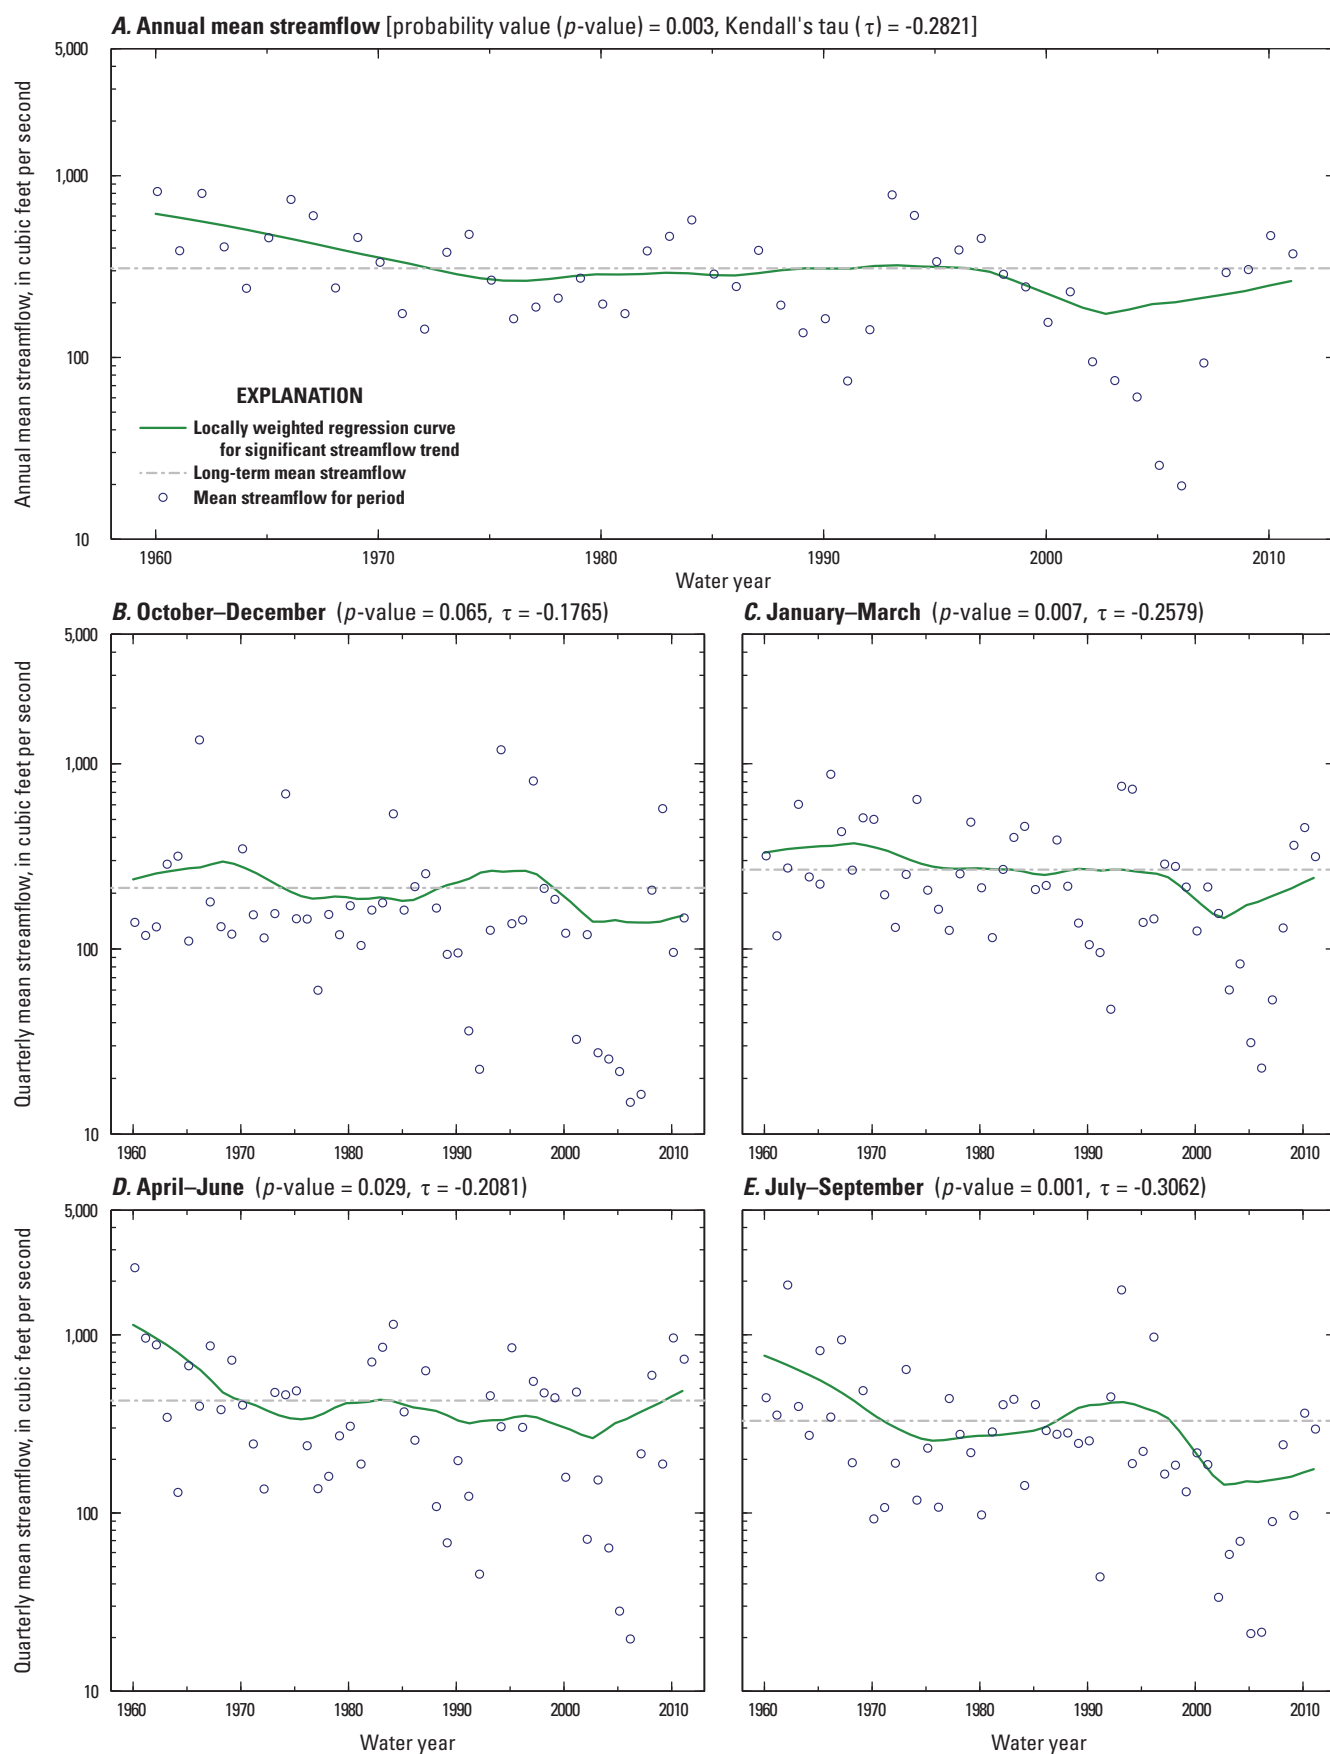 A. Annual mean streamflow [probability value (p-value) = 0.003, Kendall's tau (τ) = -0.2821]
Annual mean streamflow, in cubic feet per second
5,000
1,000
100
10
EXPLANATION
Locally weighted regression curve
for significant streamflow trend
Long-term mean streamflow
Mean streamflow for period
1960 1970 1980 1990 2000 2010
Water year
B. October–December (p-value = 0.065, τ = -0.1765)
Quarterly mean streamflow, in cubic feet per second
5,000
1,000
100
10
1960 1970 1980 1990 2000 2010
C. January–March (p-value = 0.007, τ = -0.2579)
1960 1970 1980 1990 2000 2010
D. April–June (p-value = 0.029, τ = -0.2081)
Quarterly mean streamflow, in cubic feet per second
5,000
1,000
100
10
1960 1970 1980 1990 2000 2010
Water year
E. July–September (p-value = 0.001, τ = -0.3062)
1960 1970 1980 1990 2000 2010
Water year